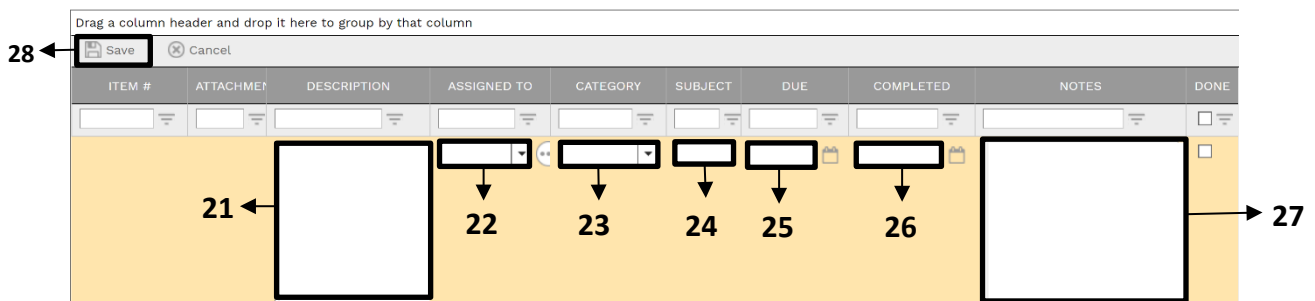 Drag a column header and drop it here to group by that column
28 Save Cancel
ITEM # ATTACHMEN DESCRIPTION ASSIGNED TO CATEGORY SUBJECT DUE COMPLETED NOTES DONE
21 22 23 24 25 26 27